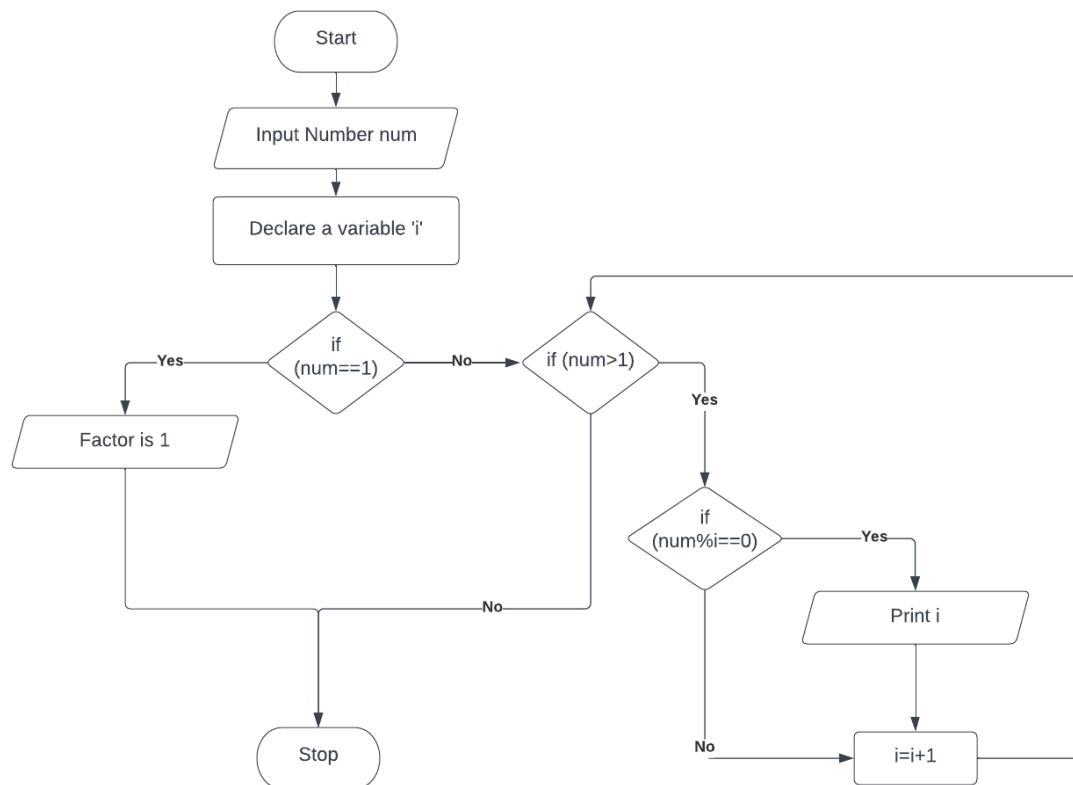 Start
Input Number num
Declare a variable 'i'
if
(num==1)
Yes
No
if (num>1)
Yes
Factor is 1
if
(num%i==0)
Yes
No
Print i
No
i=i+1
Stop